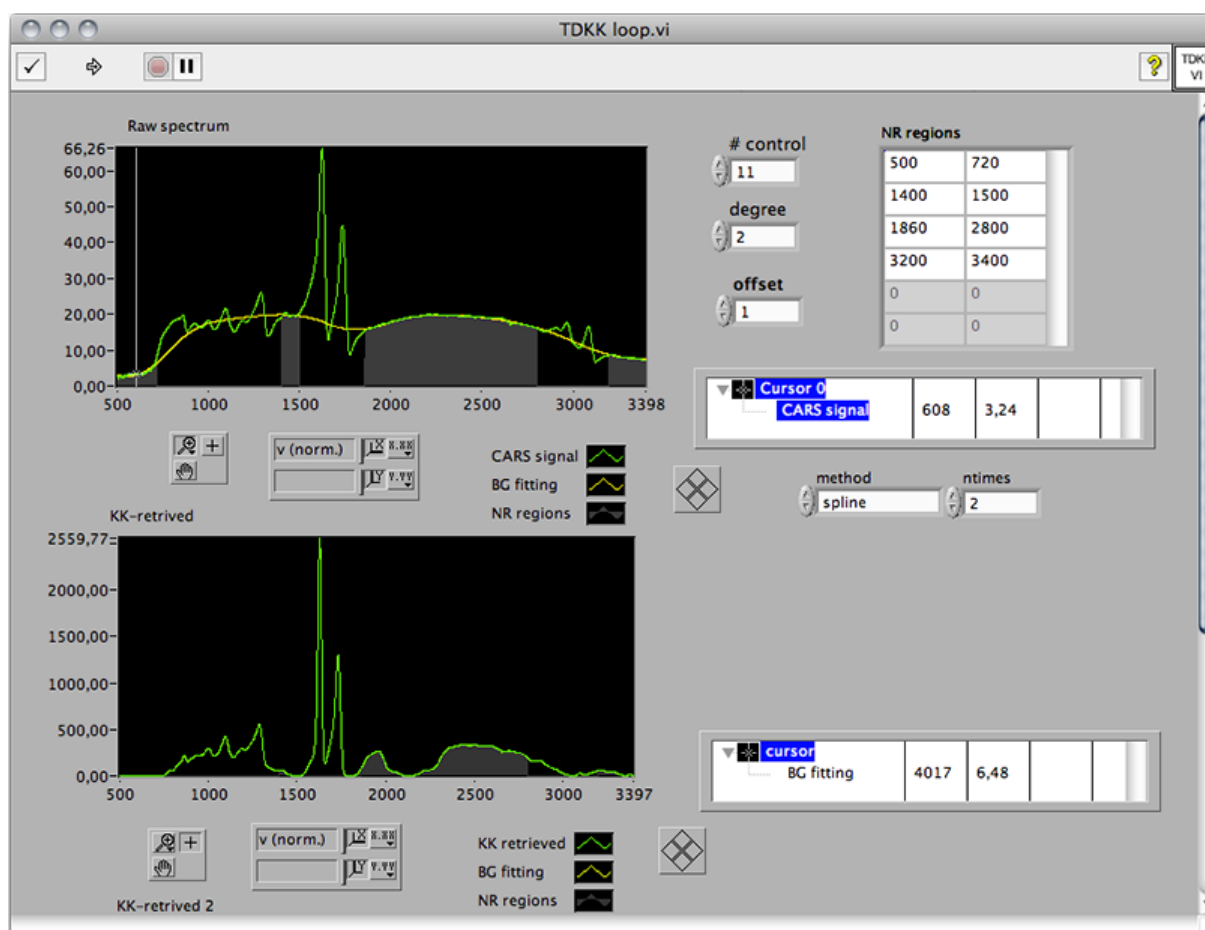 TDKK loop.vi
?
VI
Raw spectrum
66,26
60,00
50,00
40,00
30,00
20,00
10,00
0,00
500 1000 1500 2000 2500 3000 3398
# control
11
degree
2
offset
1
NR regions
500 720
1400 1500
1860 2800
3200 3400
0 0
0 0
Cursor 0
CARS signal 608 3,24
v (norm.)
X X.XX
Y Y.YY
CARS signal
BG fitting
NR regions
method
spline
ntimes
2
KK-retrived
2559,77
2000,00
1500,00
1000,00
500,00
0,00
500 1000 1500 2000 2500 3000 3397
cursor
BG fitting 4017 6,48
v (norm.)
X X.XX
Y Y.YY
KK retrieved
BG fitting
NR regions
KK-retrived 2